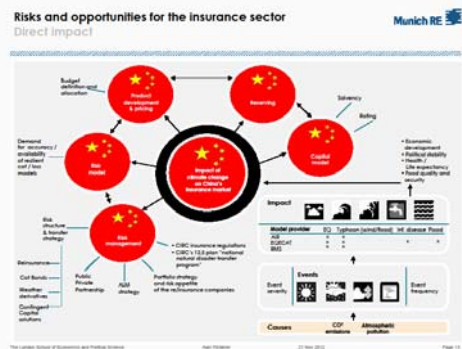 Risks and opportunities for the insurance sector
Direct impact
Munich RE
Budget
definition and
allocation
Product
development
& pricing
Reserving
Solvency
Rating
Demand
for accuracy /
availability
of resilient
cat / loss
models
Risk
model
Impact of
climate change
on China's
insurance market
Capital
model
• Economic
development
• Political stability
• Health /
Life expectancy
• Food quality and
security
Risk
structure
& transfer
strategy
Risk
management
• CIRC insurance regulations
• CIRC's 12.5 plan "national
natural disaster transfer
program"
Reinsurance
Cat Bonds
Weather
derivatives
Contingent
Capital
solutions
Public
Private
Partnership
ALM
strategy
Portfolio strategy
and risk appetite
of the re/insurance companies
Impact
Model provider EQ Typhoon (wind/flood) Inf. disease Flood
AIR
EQECAT
RMS
Events
Event
severity
Event
frequency
Causes
CO²
emissions
Atmospheric
pollution
The London School of Economics and Political Science